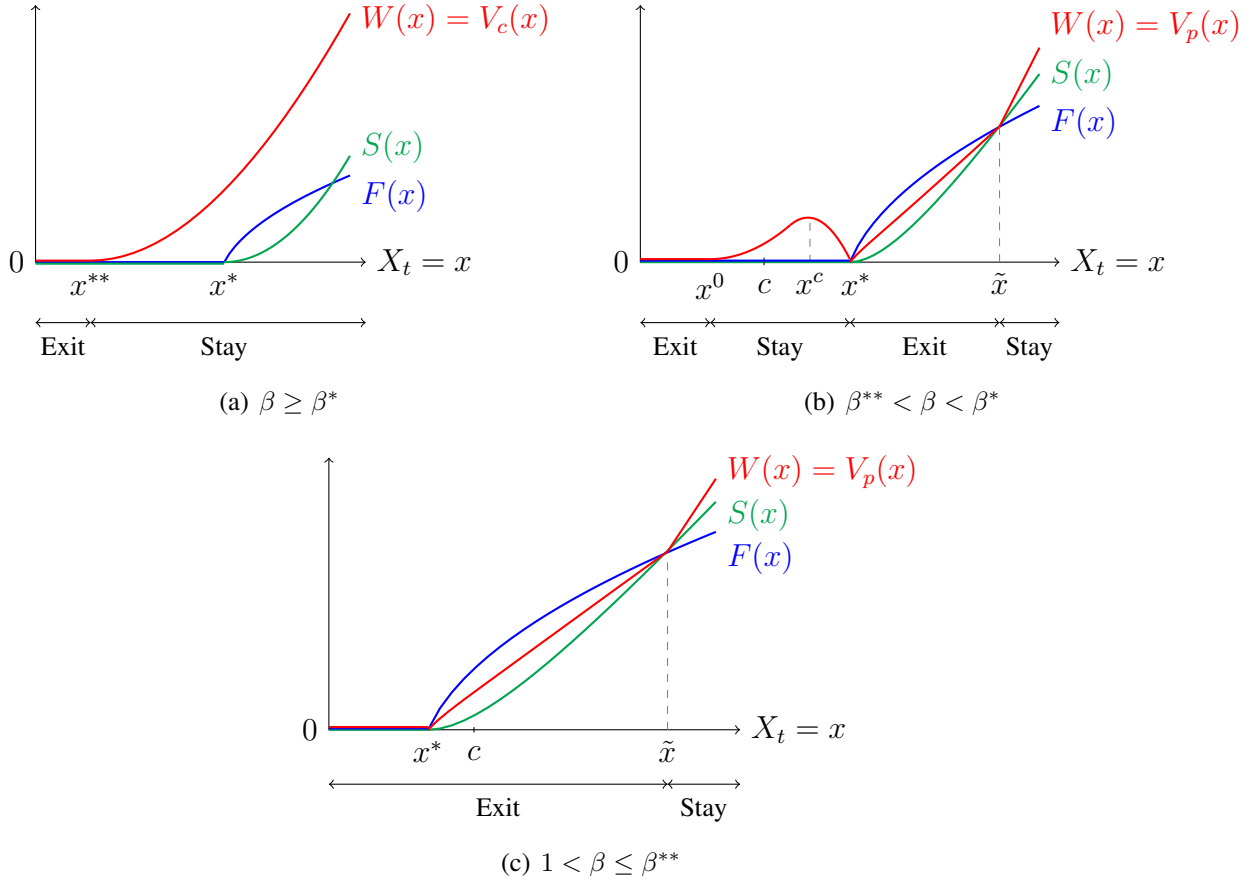 W(x) = V_c(x)
S(x)
F(x)
0
X_t = x
x^{**}
x^*
Exit
Stay
(a) β ≥ β^*
W(x) = V_p(x)
S(x)
F(x)
0
X_t = x
x^0
c
x^c
x^*
x̃
Exit
Stay
Exit
Stay
(b) β^{**} < β < β^*
W(x) = V_p(x)
S(x)
F(x)
0
X_t = x
x^*
c
x̃
Exit
Stay
(c) 1 < β ≤ β^{**}